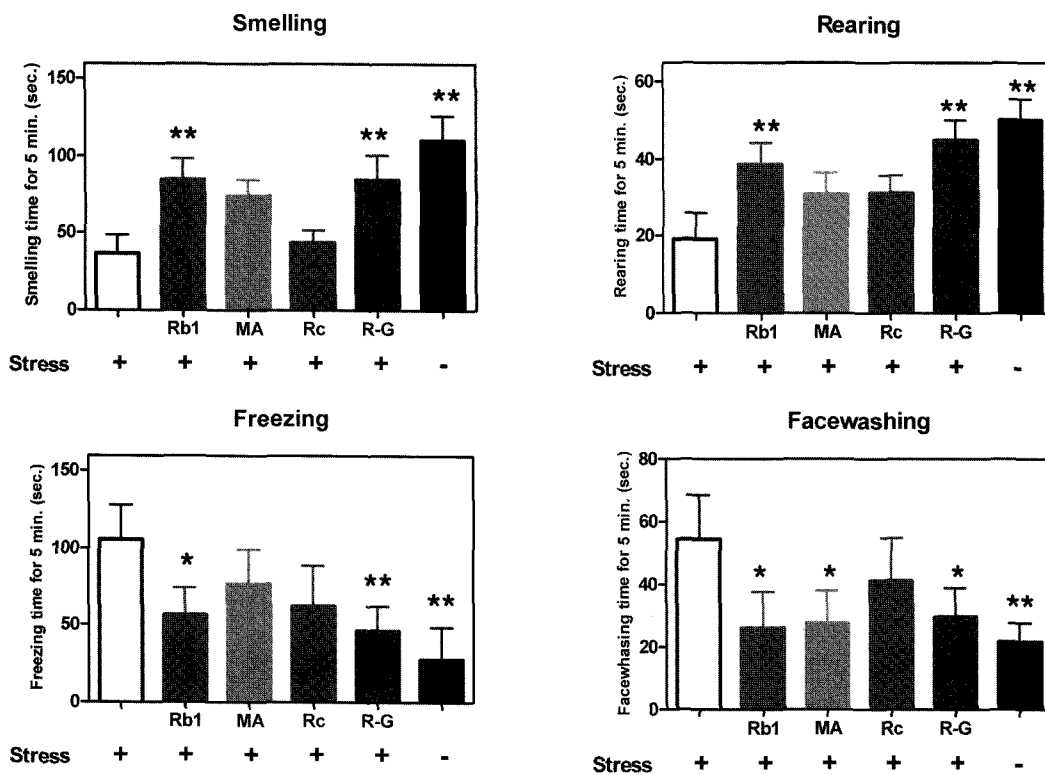 Smelling
Smelling time for 5 min. (sec.)
150
100
50
0
** ** **
Rb1 MA Rc R-G
Stress + + + + + -
Rearing
Rearing time for 5 min. (sec.)
60
40
20
0
** ** **
Rb1 MA Rc R-G
Stress + + + + + -
Freezing
Freezing time for 5 min. (sec.)
150
100
50
0
* ** **
Rb1 MA Rc R-G
Stress + + + + + -
Facewashing
Facewhasing time for 5 min. (sec.)
80
60
40
20
0
* * * **
Rb1 MA Rc R-G
Stress + + + + + -